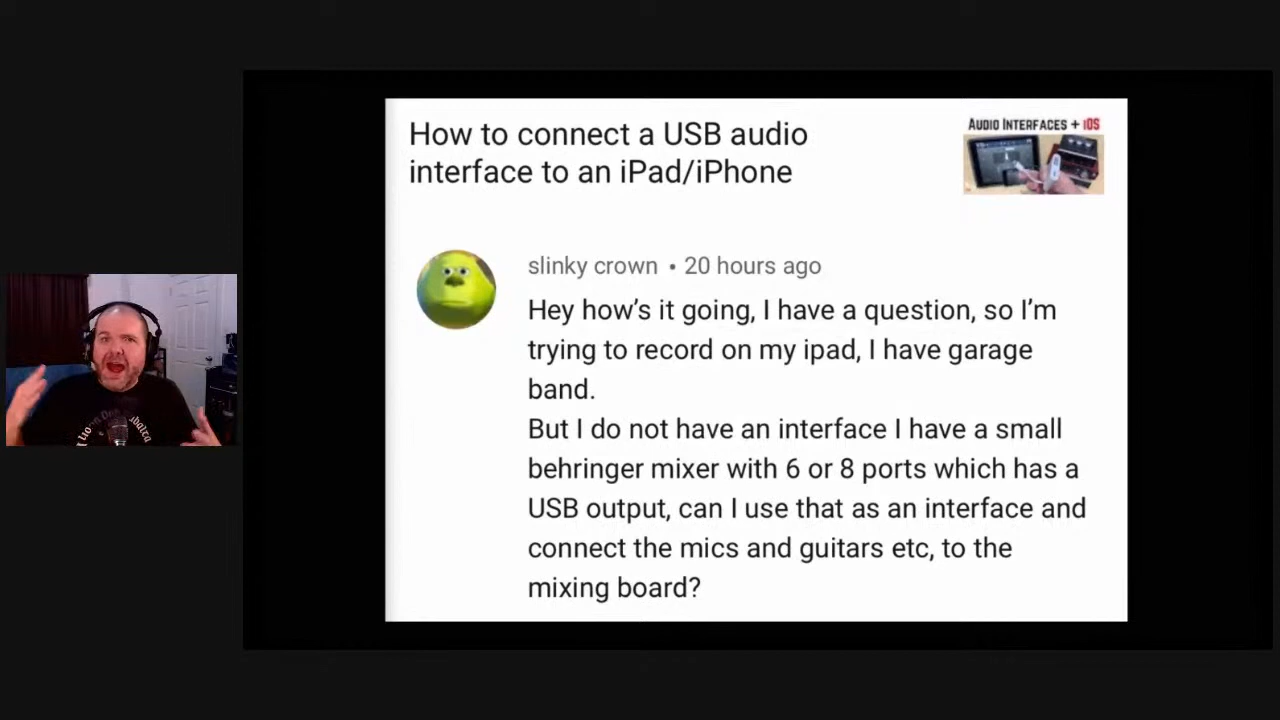 How to connect a USB audio
interface to an iPad/iPhone
AUDIO INTERFACES + iOS
slinky crown • 20 hours ago
Hey how’s it going, I have a question, so I’m
trying to record on my ipad, I have garage
band.
But I do not have an interface I have a small
behringer mixer with 6 or 8 ports which has a
USB output, can I use that as an interface and
connect the mics and guitars etc, to the
mixing board?